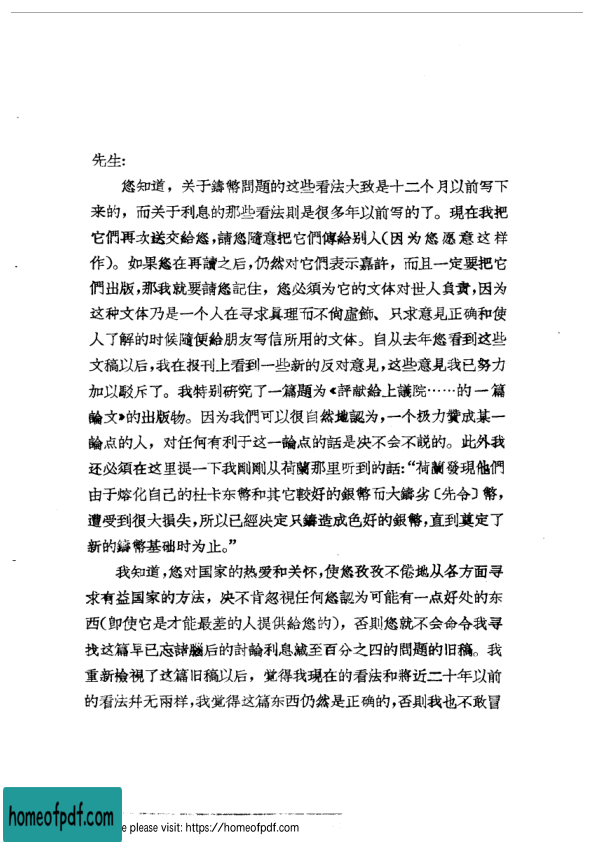 先生:
您知道，关于鑄幣問題的这些看法大致是十二个月以前写下
来的，而关于利息的那些看法則是很多年以前写的了。現在我把
它們再次送交給您，請您隨意把它們傳給別人(因为您愿意这样
作)。如果您在再讀之后，仍然对它們表示嘉許，而且一定要把它
們出版，那我就要請您記住，您必須为它的文体对世人負責，因为
这种文体乃是一个人在寻求眞理而不尙虛飾、只求意見正确和使
人了解的时候隨便給朋友写信所用的文体。自从去年您看到这些
文稿以后，我在报刊上看到一些新的反对意見，这些意見我已努力
加以駁斥了。我特別研究了一篇題为《評献給上議院……的一篇
論文》的出版物。因为我們可以很自然地認为，一个极力贊成某一
論点的人，对任何有利于这一論点的話是决不会不說的。此外我
还必須在这里提一下我剛剛从荷蘭那里听到的話：“荷蘭發現他們
由于熔化自己的杜卡东幣和其它較好的銀幣而大鑄劣〔先令〕幣，
遭受到很大損失，所以已經决定只鑄造成色好的銀幣，直到奠定了
新的鑄幣基础时为止。”
我知道，您对国家的热爱和关怀，使您孜孜不倦地从各方面寻
求有益国家的方法，决不肯忽視任何您認为可能有一点好处的东
西(卽使它是才能最差的人提供給您的)，否則您就不会命令我寻
找这篇早已忘諸腦后的討論利息减至百分之四的問題的旧稿。我
重新檢視了这篇旧稿以后，覺得我現在的看法和將近二十年以前
的看法幷无兩样，我覺得这篇东西仍然是正确的，否則我也不敢冒
homeofpdf.com
e please visit: https://homeofpdf.com